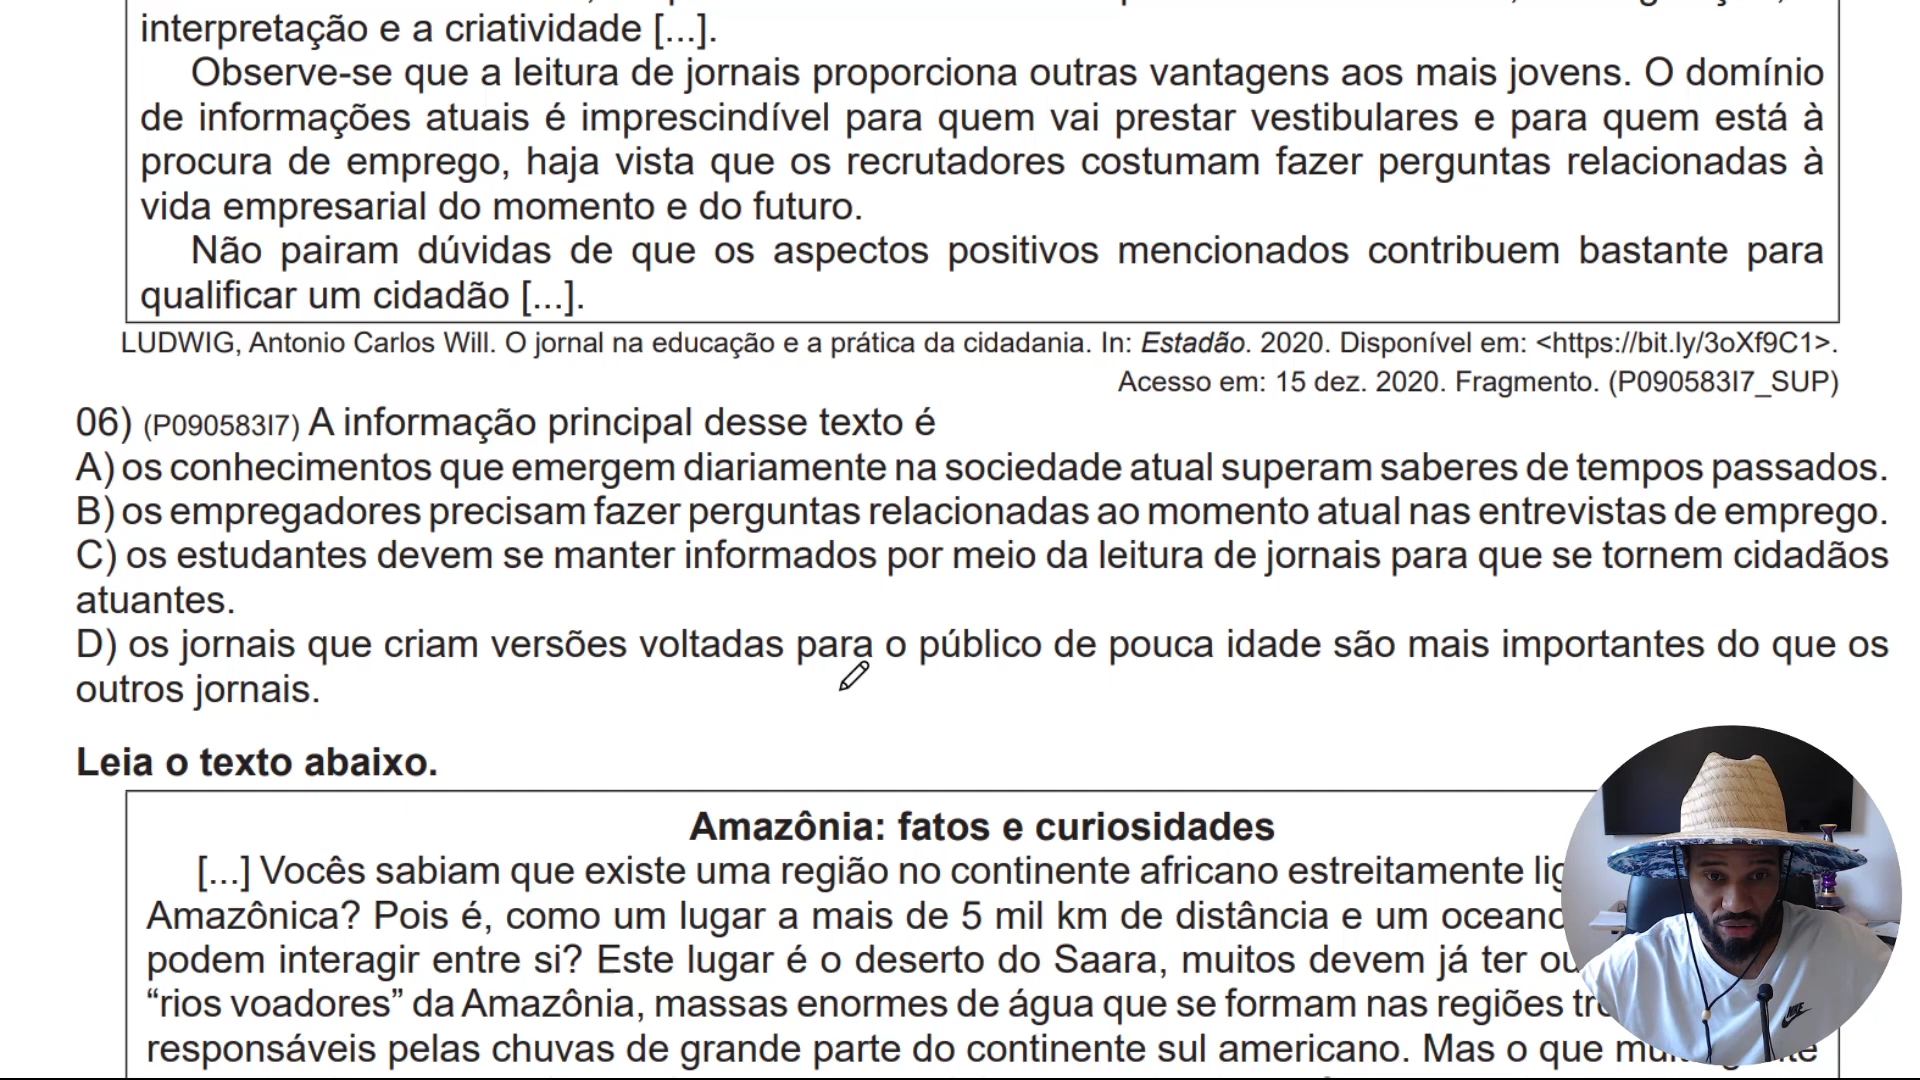 interpretação e a criatividade [...].
Observe-se que a leitura de jornais proporciona outras vantagens aos mais jovens. O domínio
de informações atuais é imprescindível para quem vai prestar vestibulares e para quem está à
procura de emprego, haja vista que os recrutadores costumam fazer perguntas relacionadas à
vida empresarial do momento e do futuro.
Não pairam dúvidas de que os aspectos positivos mencionados contribuem bastante para
qualificar um cidadão [...].
LUDWIG, Antonio Carlos Will. O jornal na educação e a prática da cidadania. In: Estadão. 2020. Disponível em: <https://bit.ly/3oXf9C1>.
Acesso em: 15 dez. 2020. Fragmento. (P090583I7_SUP)
06) (P090583I7) A informação principal desse texto é
A) os conhecimentos que emergem diariamente na sociedade atual superam saberes de tempos passados.
B) os empregadores precisam fazer perguntas relacionadas ao momento atual nas entrevistas de emprego.
C) os estudantes devem se manter informados por meio da leitura de jornais para que se tornem cidadãos
atuantes.
D) os jornais que criam versões voltadas para o público de pouca idade são mais importantes do que os
outros jornais.
Leia o texto abaixo.
Amazônia: fatos e curiosidades
[...] Vocês sabiam que existe uma região no continente africano estreitamente
Amazônica? Pois é, como um lugar a mais de 5 mil km de distância e um oceano
podem interagir entre si? Este lugar é o deserto do Saara, muitos devem já ter
“rios voadores” da Amazônia, massas enormes de água que se formam nas regiões
responsáveis pelas chuvas de grande parte do continente sul americano. Mas o que